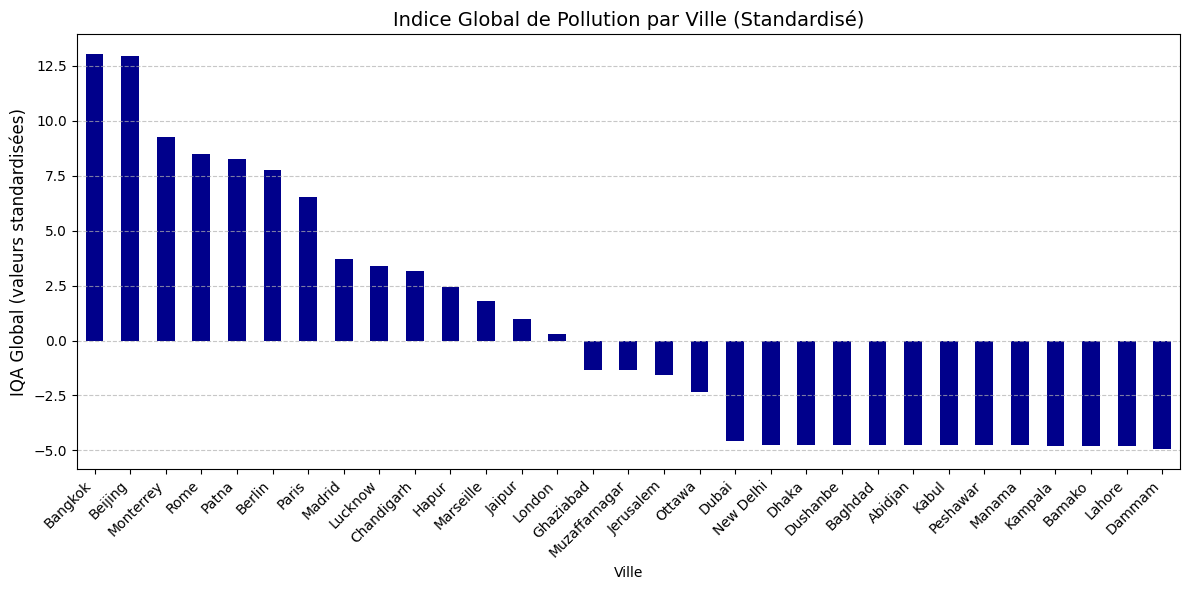 Indice Global de Pollution par Ville (Standardisé)
IQA Global (valeurs standardisées)
12.5
10.0
7.5
5.0
2.5
0.0
−2.5
−5.0
Bangkok
Beijing
Monterrey
Rome
Patna
Berlin
Paris
Madrid
Lucknow
Chandigarh
Hapur
Marseille
Jaipur
London
Ghaziabad
Muzaffarnagar
Jerusalem
Ottawa
Dubai
New Delhi
Dhaka
Dushanbe
Baghdad
Abidjan
Kabul
Peshawar
Manama
Kampala
Bamako
Lahore
Dammam
Ville